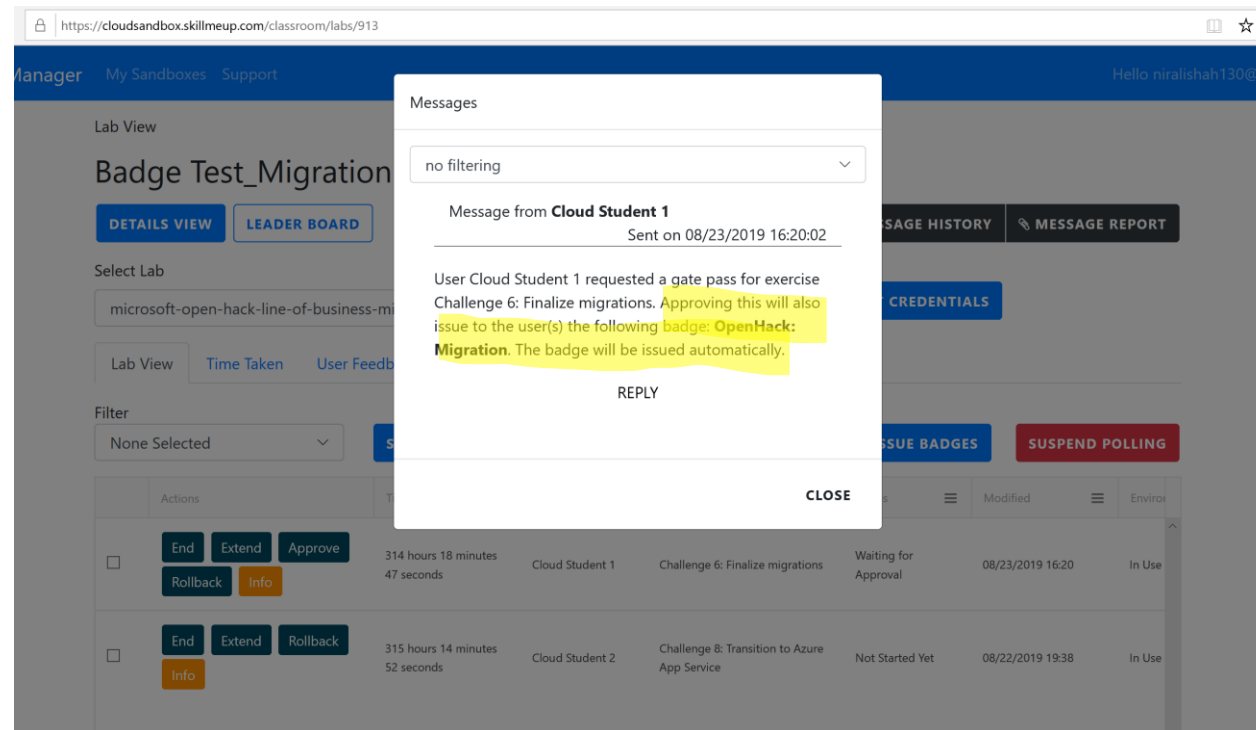 https://cloudsandbox.skillmeup.com/classroom/labs/913
Manager My Sandboxes Support Hello niralishah130@
Lab View
Badge Test_Migration
DETAILS VIEW LEADER BOARD MESSAGE REPORT
HISTORY
Select Lab
microsoft-open-hack-line-of-business-mi
CREDENTIALS
Lab View Time Taken User Feedb
Filter
None Selected
BADGES SUSPEND POLLING
Messages
no filtering
Message from Cloud Student 1
Sent on 08/23/2019 16:20:02
User Cloud Student 1 requested a gate pass for exercise
Challenge 6: Finalize migrations. Approving this will also
issue to the user(s) the following badge: OpenHack:
Migration. The badge will be issued automatically.
REPLY
CLOSE
Actions Modified Environ
End Extend Approve
Rollback Info
314 hours 18 minutes
47 seconds
Cloud Student 1
Challenge 6: Finalize migrations
Waiting for
Approval
08/23/2019 16:20
In Use
End Extend Rollback
Info
315 hours 14 minutes
52 seconds
Cloud Student 2
Challenge 8: Transition to Azure
App Service
Not Started Yet
08/22/2019 19:38
In Use